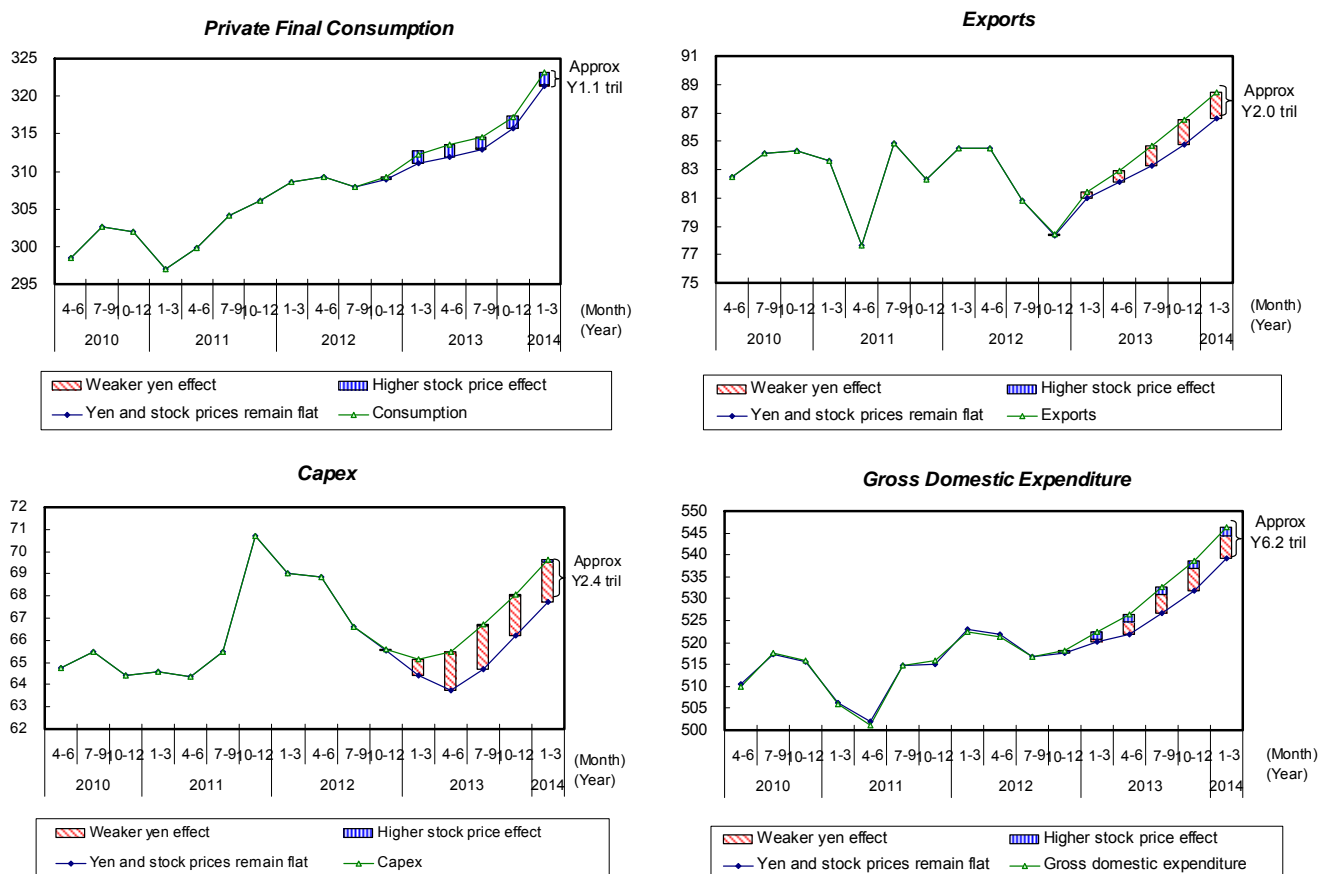 Private Final Consumption
325
320
315
310
305
300
295
Approx
Y1.1 tril
4-6 7-9 10-12 1-3 4-6 7-9 10-12 1-3 4-6 7-9 10-12 1-3 4-6 7-9 10-12 1-3 (Month)
2010 2011 2012 2013 2014 (Year)
Weaker yen effect Higher stock price effect
Yen and stock prices remain flat Consumption
Exports
91
89
87
85
83
81
79
77
75
Approx
Y2.0 tril
4-6 7-9 10-12 1-3 4-6 7-9 10-12 1-3 4-6 7-9 10-12 1-3 4-6 7-9 10-12 1-3 (Month)
2010 2011 2012 2013 2014 (Year)
Weaker yen effect Higher stock price effect
Yen and stock prices remain flat Exports
Capex
72
71
70
69
68
67
66
65
64
63
62
Approx
Y2.4 tril
4-6 7-9 10-12 1-3 4-6 7-9 10-12 1-3 4-6 7-9 10-12 1-3 4-6 7-9 10-12 1-3 (Month)
2010 2011 2012 2013 2014 (Year)
Weaker yen effect Higher stock price effect
Yen and stock prices remain flat Capex
Gross Domestic Expenditure
550
545
540
535
530
525
520
515
510
505
500
Approx
Y6.2 tril
4-6 7-9 10-12 1-3 4-6 7-9 10-12 1-3 4-6 7-9 10-12 1-3 4-6 7-9 10-12 1-3 (Month)
2010 2011 2012 2013 2014 (Year)
Weaker yen effect Higher stock price effect
Yen and stock prices remain flat Gross domestic expenditure